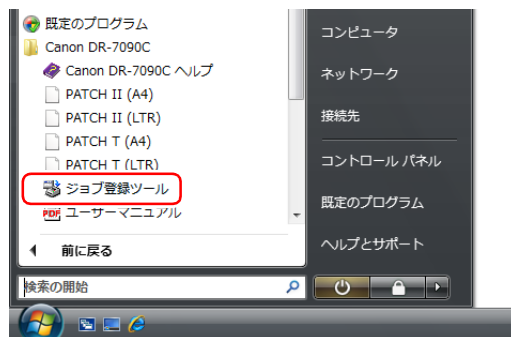 既定のプログラム
Canon DR-7090C
Canon DR-7090C ヘルプ
PATCH II (A4)
PATCH II (LTR)
PATCH T (A4)
PATCH T (LTR)
ジョブ登録ツール
PDF ユーザーマニュアル
前に戻る
検索の開始
コンピュータ
ネットワーク
接続先
コントロール パネル
既定のプログラム
ヘルプとサポート